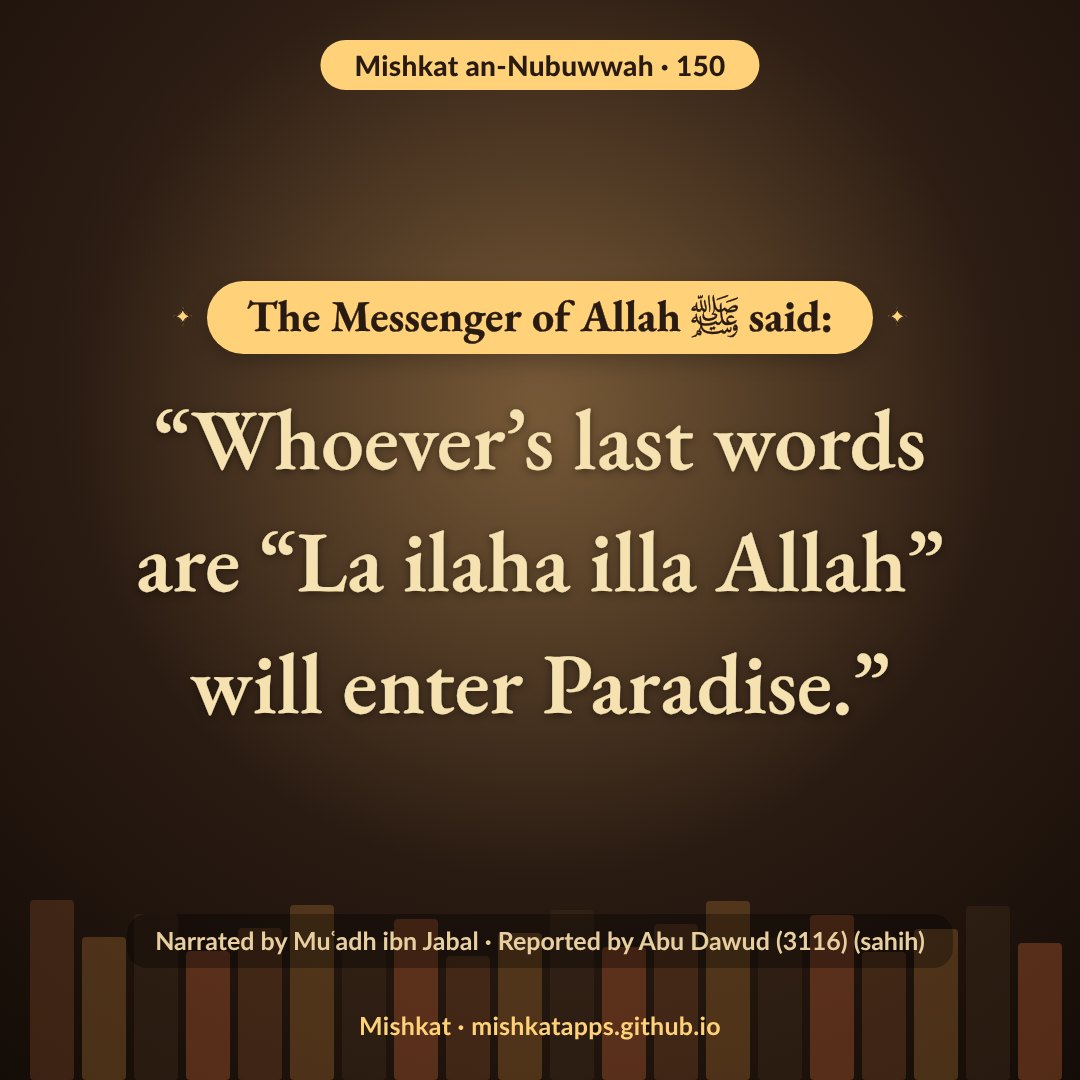 Mishkat an-Nubuwwah · 150
The Messenger of Allah ﷺ said:
“Whoever’s last words
are “La ilaha illa Allah”
will enter Paradise.”
Narrated by Muʿadh ibn Jabal · Reported by Abu Dawud (3116) (sahih)
Mishkat · mishkatapps.github.io